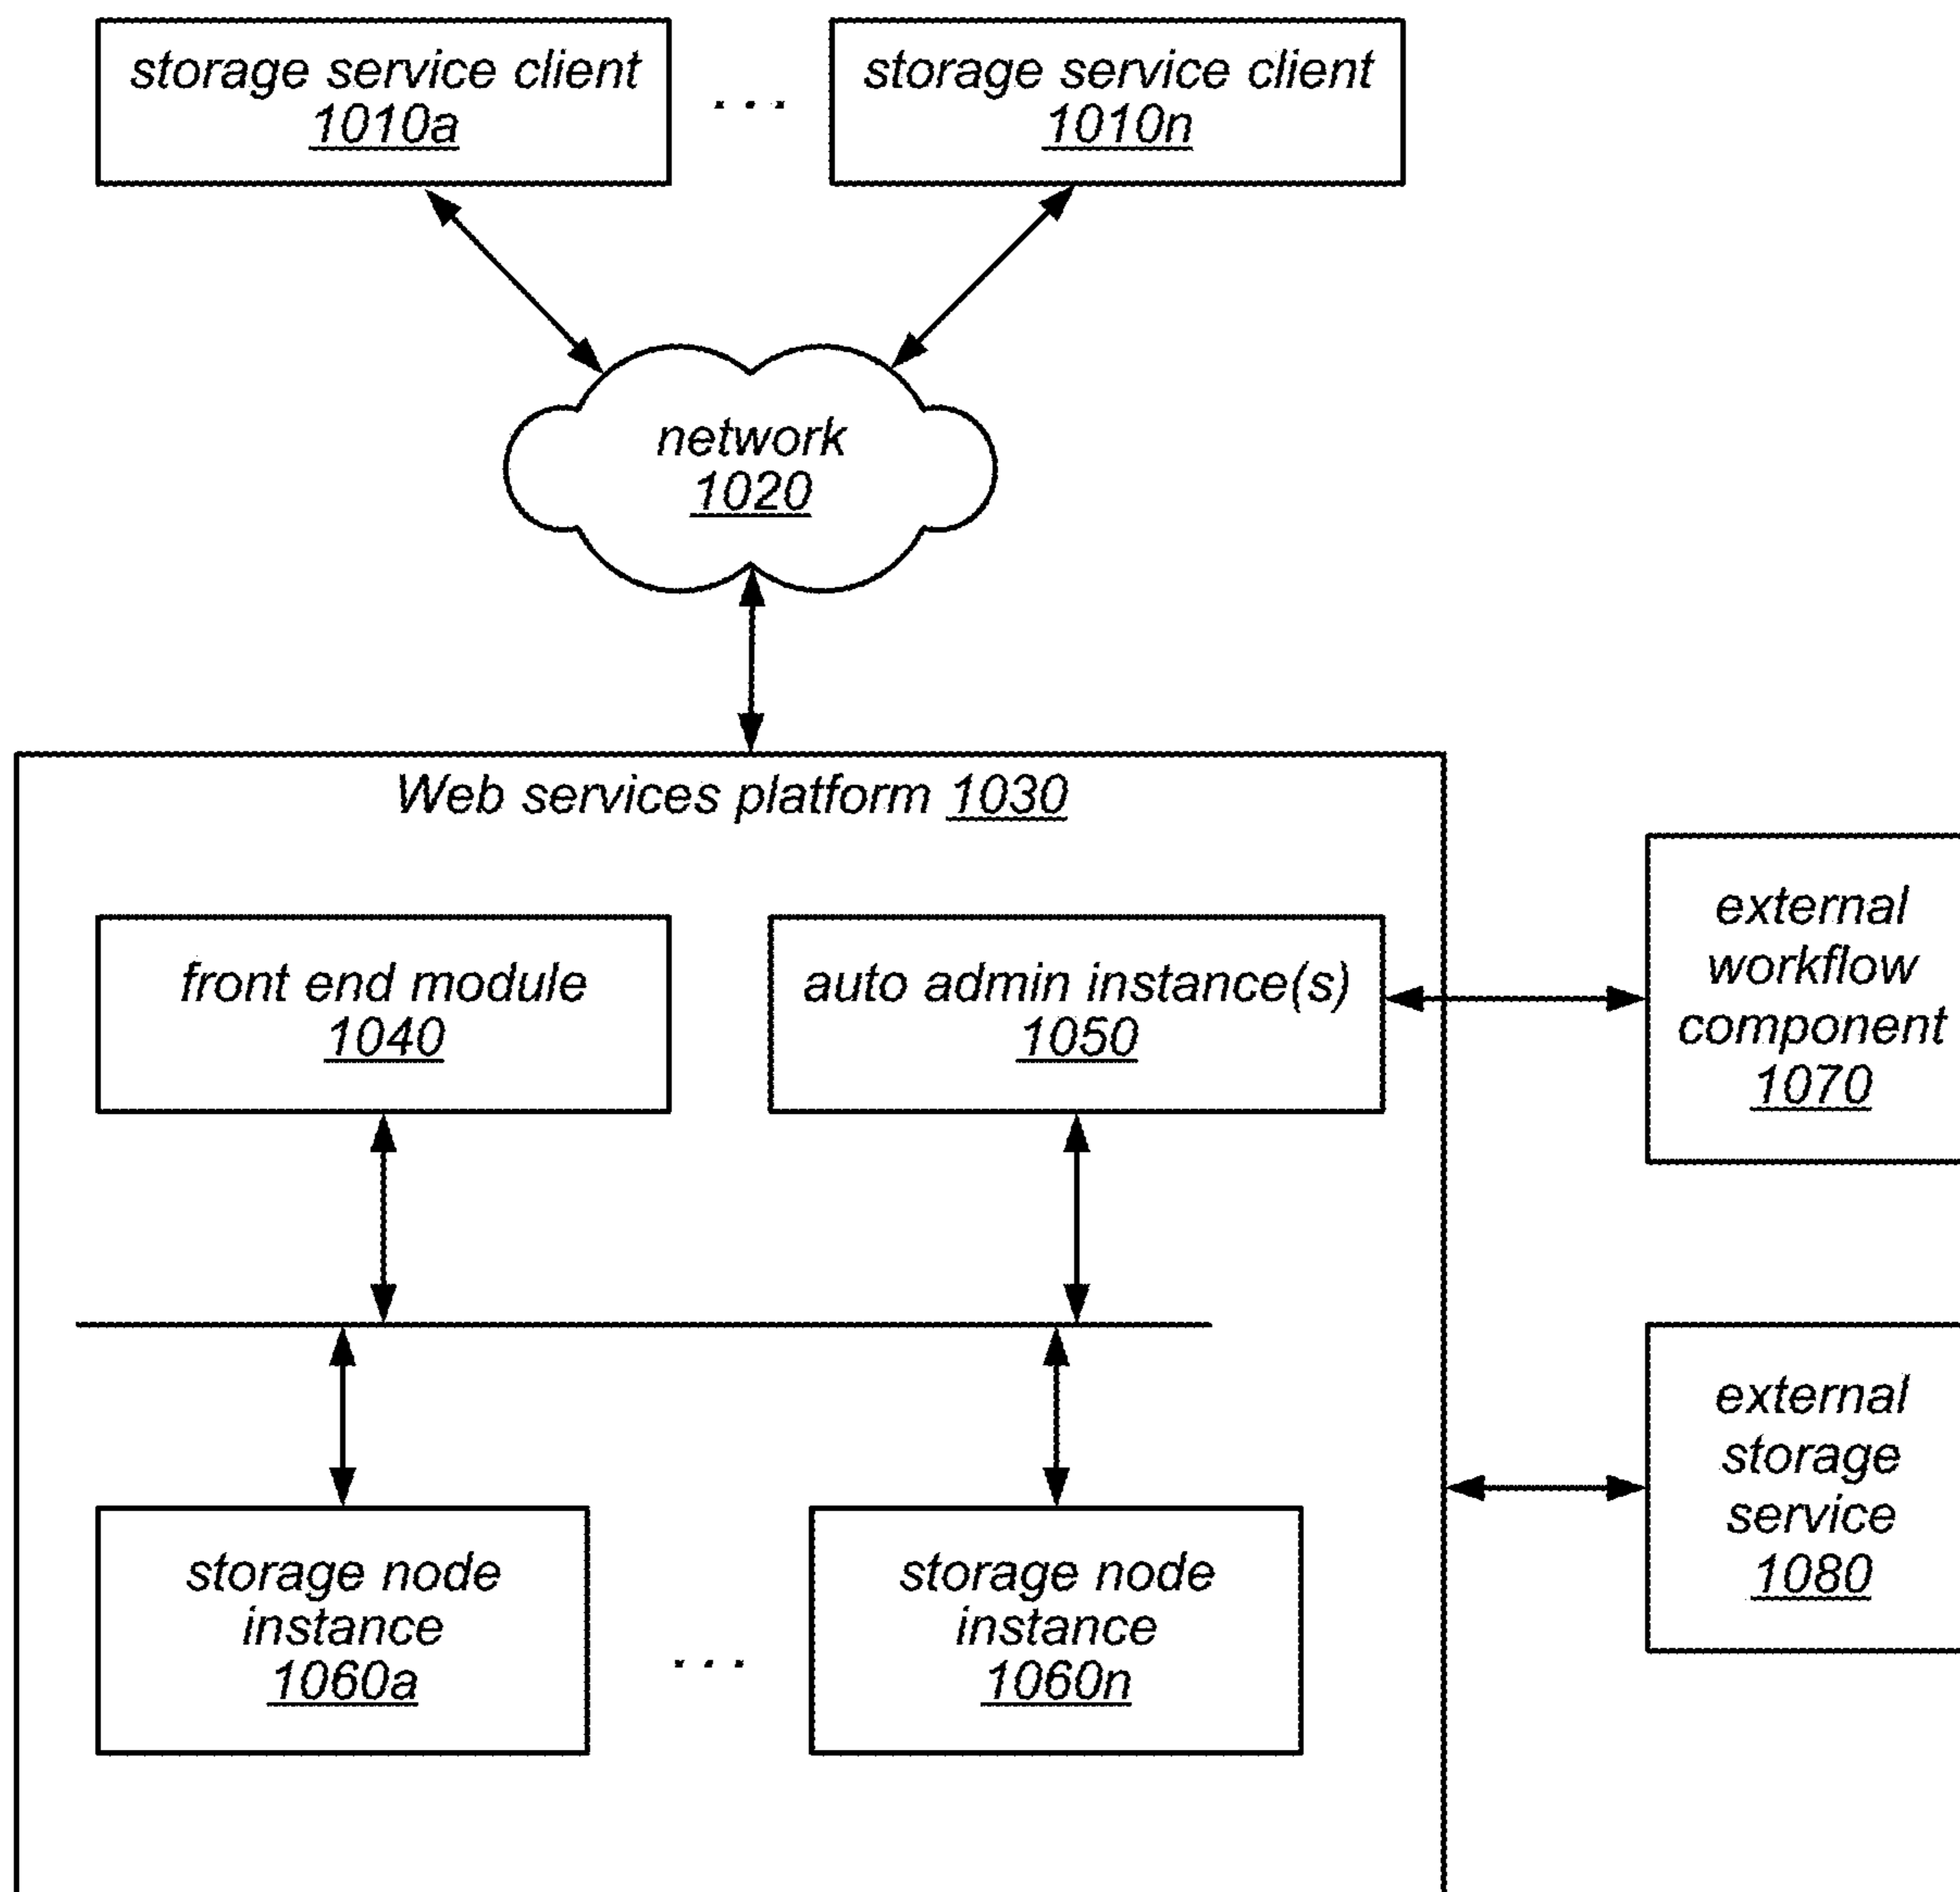 storage service client
1010a
...
storage service client
1010n
network
1020
Web services platform 1030
front end module
1040
auto admin instance(s)
1050
external
workflow
component
1070
storage node
instance
1060a
...
storage node
instance
1060n
external
storage
service
1080